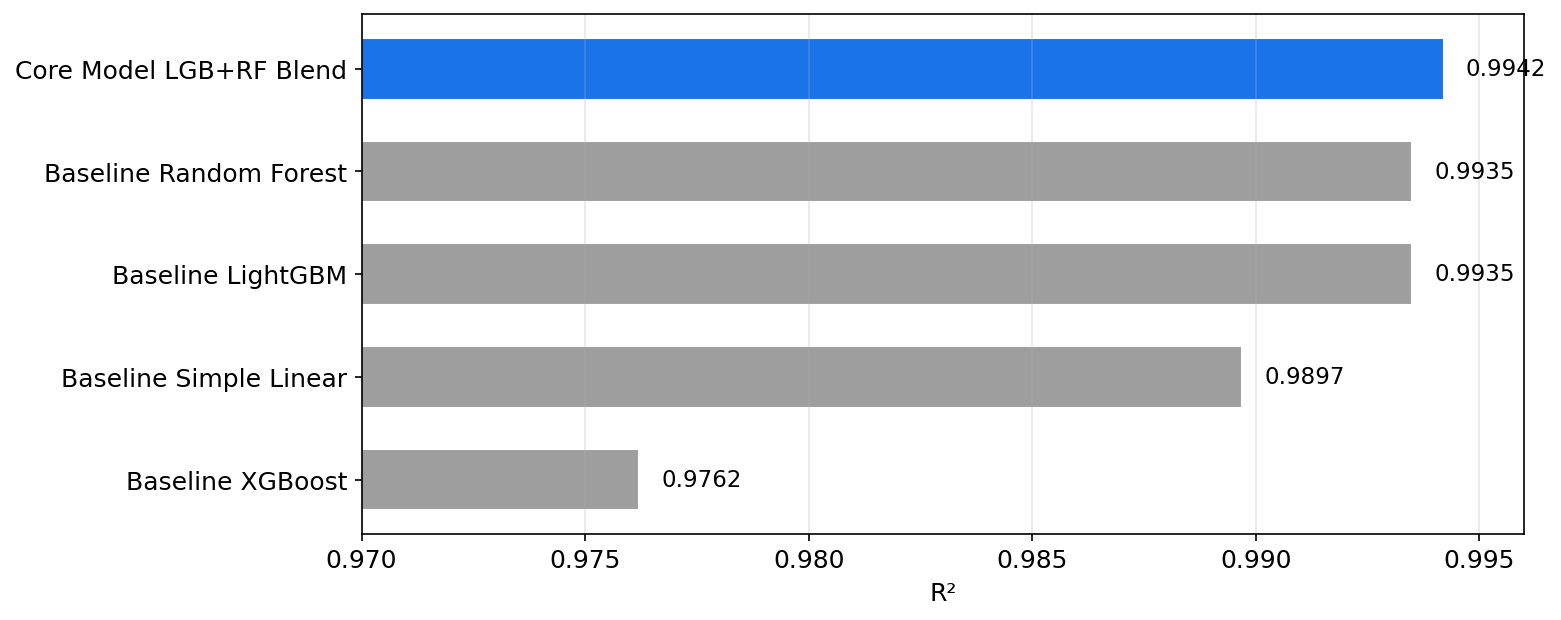 Core Model LGB+RF Blend 0.9942
Baseline Random Forest 0.9935
Baseline LightGBM 0.9935
Baseline Simple Linear 0.9897
Baseline XGBoost 0.9762
0.970 0.975 0.980 0.985 0.990 0.995
R²